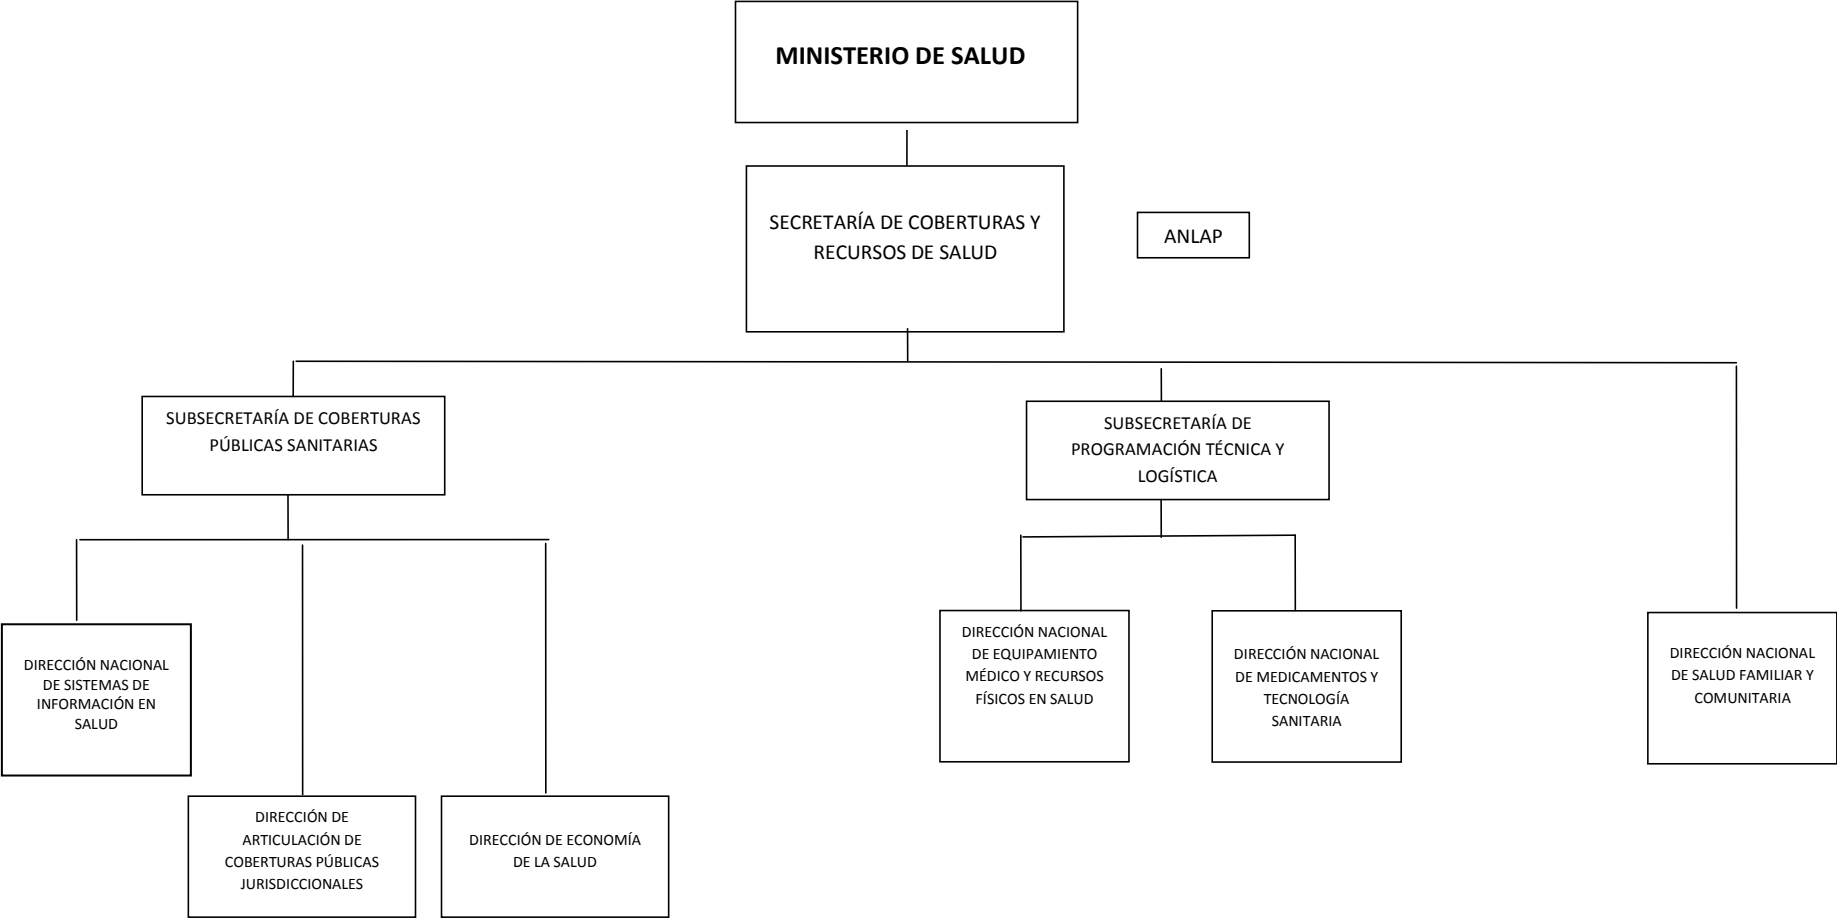 MINISTERIO DE SALUD
SECRETARÍA DE COBERTURAS Y
RECURSOS DE SALUD
ANLAP
SUBSECRETARÍA DE COBERTURAS
PÚBLICAS SANITARIAS
SUBSECRETARÍA DE
PROGRAMACIÓN TÉCNICA Y
LOGÍSTICA
DIRECCIÓN NACIONAL
DE SISTEMAS DE
INFORMACIÓN EN
SALUD
DIRECCIÓN NACIONAL
DE EQUIPAMIENTO
MÉDICO Y RECURSOS
FÍSICOS EN SALUD
DIRECCIÓN NACIONAL
DE MEDICAMENTOS Y
TECNOLOGÍA
SANITARIA
DIRECCIÓN NACIONAL
DE SALUD FAMILIAR Y
COMUNITARIA
DIRECCIÓN DE
ARTICULACIÓN DE
COBERTURAS PÚBLICAS
JURISDICCIONALES
DIRECCIÓN DE ECONOMÍA
DE LA SALUD